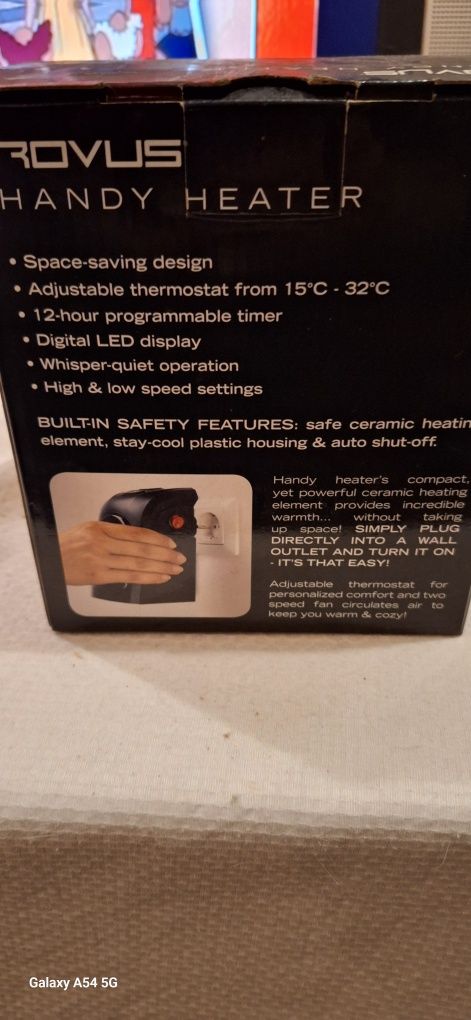 ROVUS
HANDY HEATER
• Space-saving design
• Adjustable thermostat from 15°C - 32°C
• 12-hour programmable timer
• Digital LED display
• Whisper-quiet operation
• High & low speed settings
BUILT-IN SAFETY FEATURES: safe ceramic heatin
element, stay-cool plastic housing & auto shut-off.
Handy heater's compact,
yet powerful ceramic heating
element provides incredible
warmth... without taking
up space! SIMPLY PLUG
DIRECTLY INTO A WALL
OUTLET AND TURN IT ON
- IT'S THAT EASY!
Adjustable thermostat for
personalized comfort and two
speed fan circulates air to
keep you warm & cozy!
Galaxy A54 5G